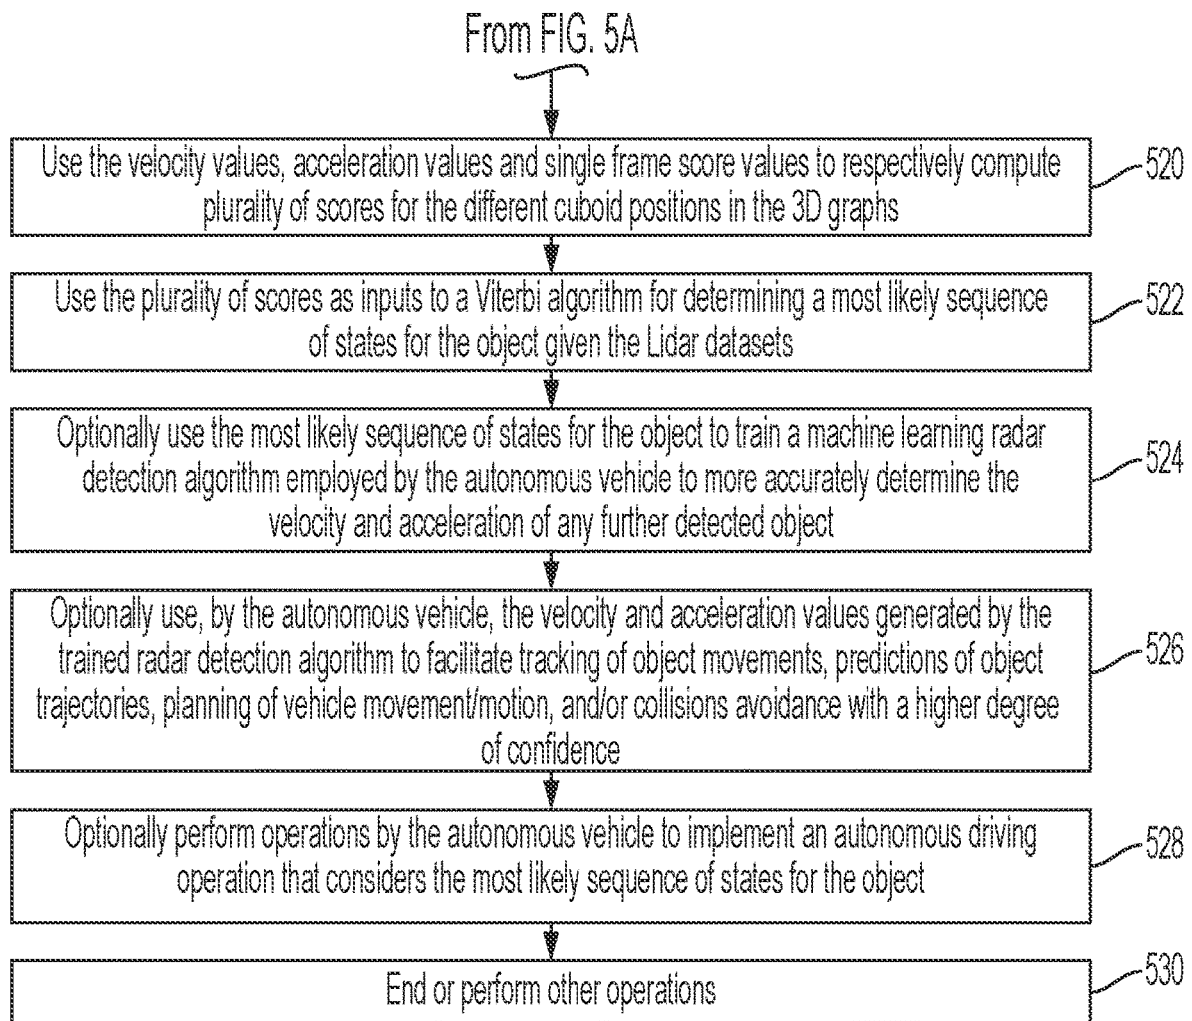 From FIG. 5A
Use the velocity values, acceleration values and single frame score values to respectively compute
plurality of scores for the different cuboid positions in the 3D graphs
520
Use the plurality of scores as inputs to a Viterbi algorithm for determining a most likely sequence
of states for the object given the Lidar datasets
522
Optionally use the most likely sequence of states for the object to train a machine learning radar
detection algorithm employed by the autonomous vehicle to more accurately determine the
velocity and acceleration of any further detected object
524
Optionally use, by the autonomous vehicle, the velocity and acceleration values generated by the
trained radar detection algorithm to facilitate tracking of object movements, predictions of object
trajectories, planning of vehicle movement/motion, and/or collisions avoidance with a higher degree
of confidence
526
Optionally perform operations by the autonomous vehicle to implement an autonomous driving
operation that considers the most likely sequence of states for the object
528
End or perform other operations
530